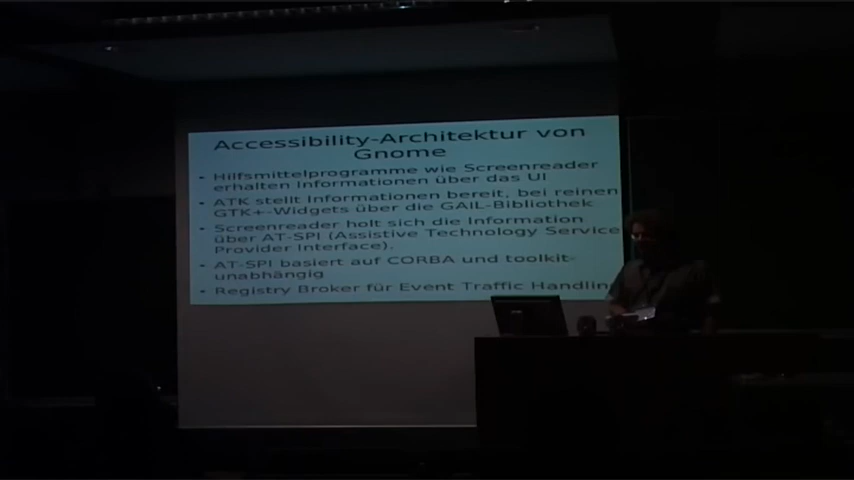 Accessibility-Architektur von
Gnome
• Hilfsmittelprogramme wie Screenreader
erhalten Informationen über das UI
• ATK stellt Informationen bereit, bei reinen
GTK+-Widgets über die GAIL-Bibliothek
• Screenreader holt sich die Information
über AT-SPI (Assistive Technology Service
Provider Interface).
• AT-SPI basiert auf CORBA und toolkit-
unabhängig
• Registry Broker für Event Traffic Handling